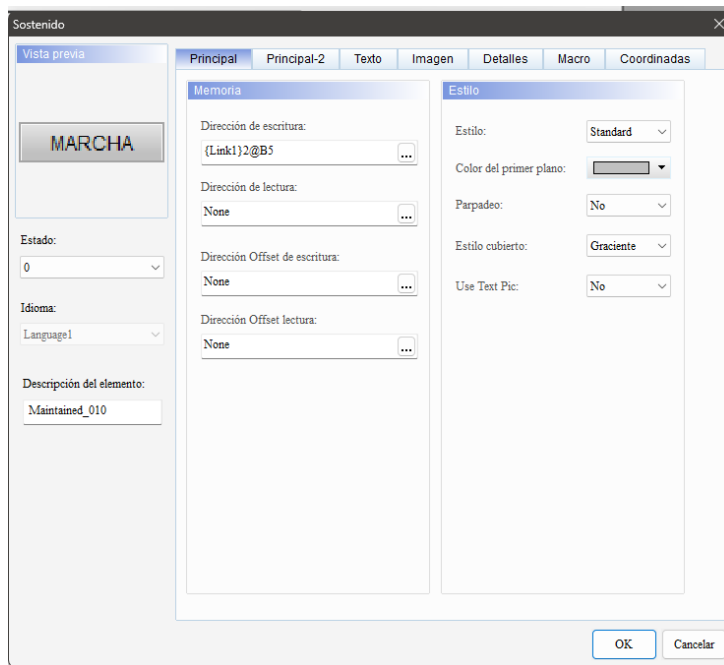 Sostenido
Vista previa
MARCHA
Estado:
0
Idioma:
Language1
Descripción del elemento:
Maintained_010
Principal
Principal-2
Texto
Imagen
Detalles
Macro
Coordinadas
Memoria
Dirección de escritura:
{Link1}2@B5
...
Dirección de lectura:
None
...
Dirección Offset de escritura:
None
...
Dirección Offset lectura:
None
...
Estilo
Estilo:
Standard
Color del primer plano:
Parpadeo:
No
Estilo cubierto:
Graciente
Use Text Pic:
No
OK
Cancelar